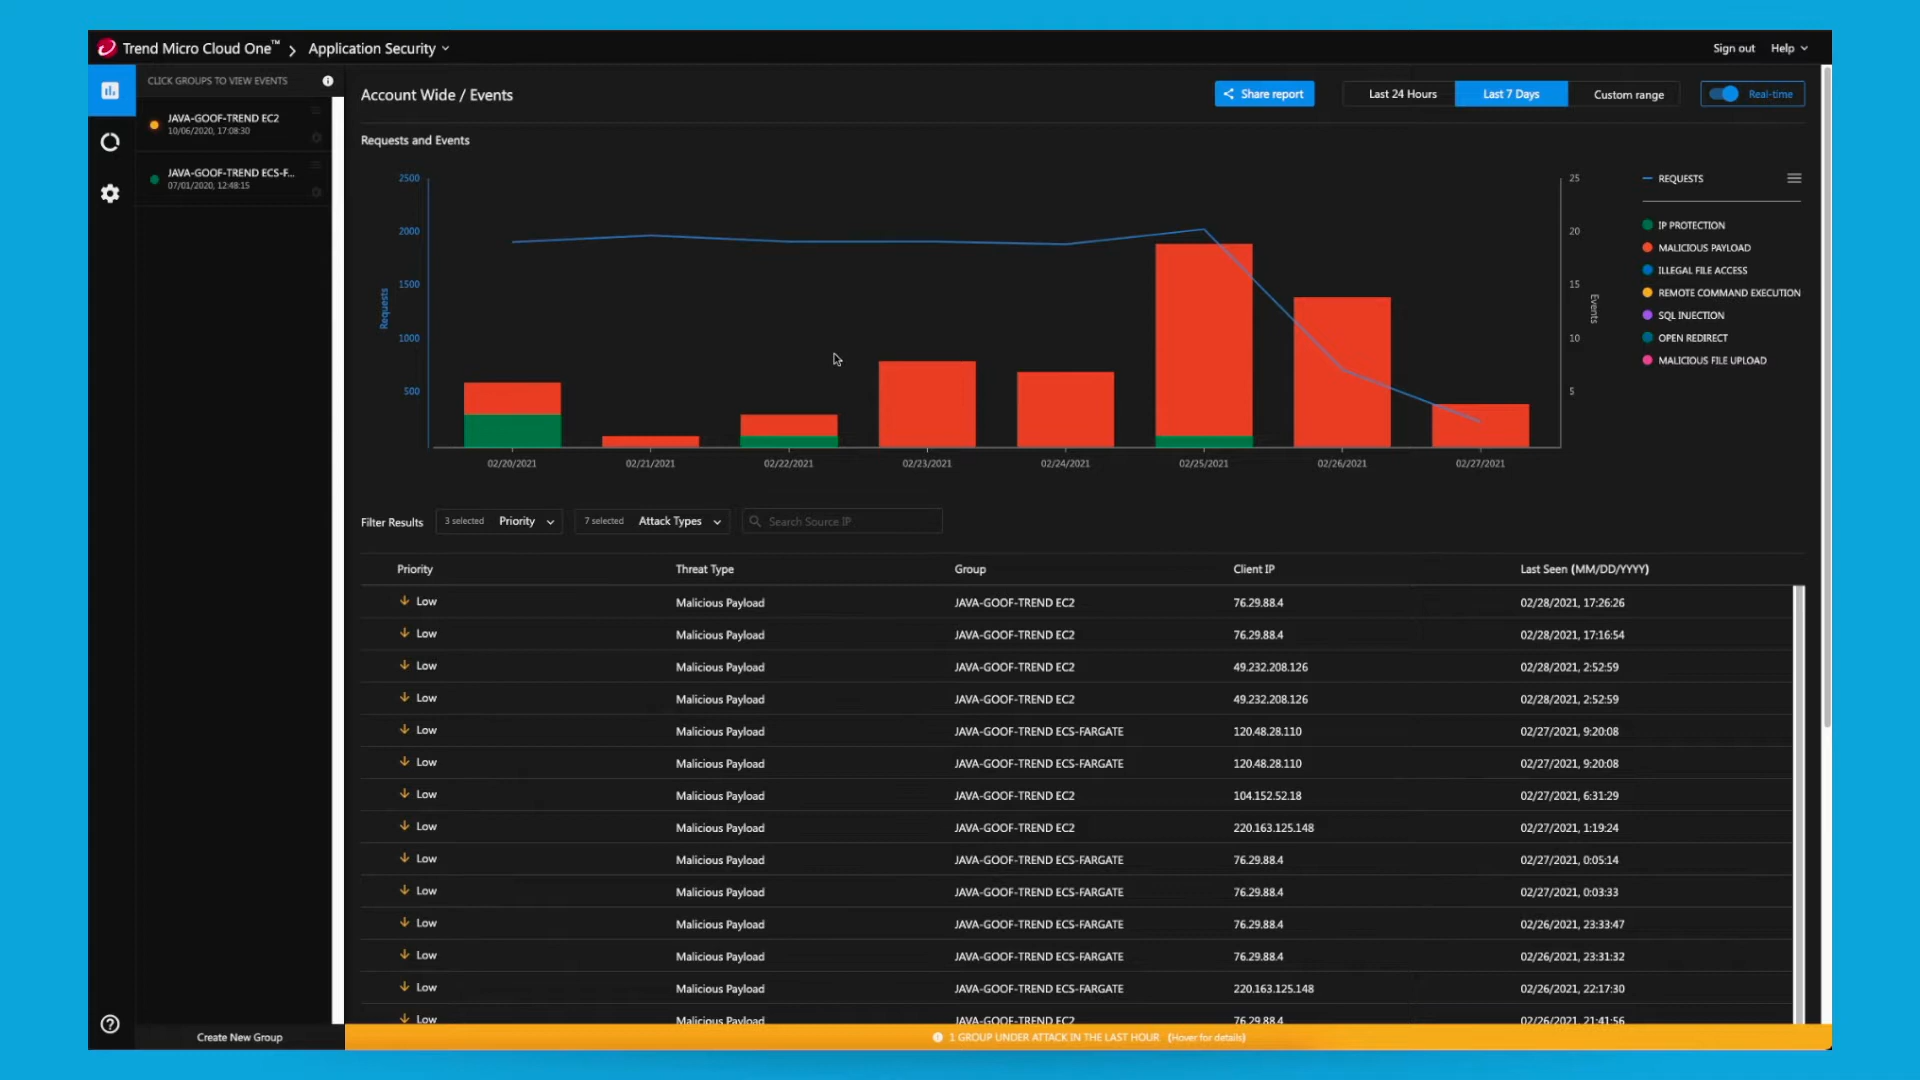 Trend Micro Cloud One™ > Application Security
Sign out Help
CLICK GROUPS TO VIEW EVENTS
JAVA-GOOF-TREND EC2
10/06/2020, 17:08:30
JAVA-GOOF-TREND ECS-F...
07/01/2020, 12:48:15
Create New Group
Account Wide / Events
Share report
Last 24 Hours
Last 7 Days
Custom range
Real-time
Requests and Events
2500
2000
1500
1000
500
Requests
25
20
15
10
5
Events
02/20/2021
02/21/2021
02/22/2021
02/23/2021
02/24/2021
02/25/2021
02/26/2021
02/27/2021
REQUESTS
IP PROTECTION
MALICIOUS PAYLOAD
ILLEGAL FILE ACCESS
REMOTE COMMAND EXECUTION
SQL INJECTION
OPEN REDIRECT
MALICIOUS FILE UPLOAD
Filter Results 3 selected Priority 7 selected Attack Types Search Source IP
Priority Threat Type Group Client IP Last Seen (MM/DD/YYYY)
Low Malicious Payload JAVA-GOOF-TREND EC2 76.29.88.4 02/28/2021, 17:26:26
Low Malicious Payload JAVA-GOOF-TREND EC2 76.29.88.4 02/28/2021, 17:16:54
Low Malicious Payload JAVA-GOOF-TREND EC2 49.232.208.126 02/28/2021, 2:52:59
Low Malicious Payload JAVA-GOOF-TREND EC2 49.232.208.126 02/28/2021, 2:52:59
Low Malicious Payload JAVA-GOOF-TREND ECS-FARGATE 120.48.28.110 02/27/2021, 9:20:08
Low Malicious Payload JAVA-GOOF-TREND ECS-FARGATE 120.48.28.110 02/27/2021, 9:20:08
Low Malicious Payload JAVA-GOOF-TREND EC2 104.152.52.18 02/27/2021, 6:31:29
Low Malicious Payload JAVA-GOOF-TREND EC2 220.163.125.148 02/27/2021, 1:19:24
Low Malicious Payload JAVA-GOOF-TREND ECS-FARGATE 76.29.88.4 02/27/2021, 0:05:14
Low Malicious Payload JAVA-GOOF-TREND ECS-FARGATE 76.29.88.4 02/27/2021, 0:03:33
Low Malicious Payload JAVA-GOOF-TREND ECS-FARGATE 76.29.88.4 02/26/2021, 23:33:47
Low Malicious Payload JAVA-GOOF-TREND ECS-FARGATE 76.29.88.4 02/26/2021, 23:31:32
Low Malicious Payload JAVA-GOOF-TREND ECS-FARGATE 220.163.125.148 02/26/2021, 22:17:30
Low Malicious Payload JAVA-GOOF-TREND EC2 76.29.88.4 02/26/2021, 21:41:56
1 GROUP UNDER ATTACK IN THE LAST HOUR (Hover for details)